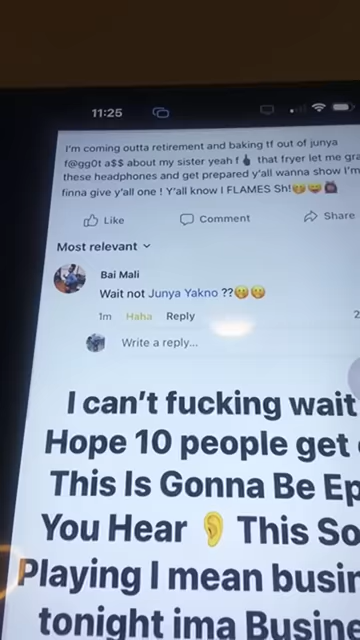 11:25
I'm coming outta retirement and baking tf out of junya
f@gg0t a$$ about my sister yeah f👆 that fryer let me gra
these headphones and get prepared y'all wanna show I'm
finna give y'all one ! Y'all know I FLAMES Sh!
Like Comment Share
Most relevant
Bai Mali
Wait not Junya Yakno ??
1m Haha Reply 2
Write a reply...
I can't fucking wait
Hope 10 people get
This Is Gonna Be Ep
You Hear 👂 This So
Playing I mean busin
tonight ima Busine